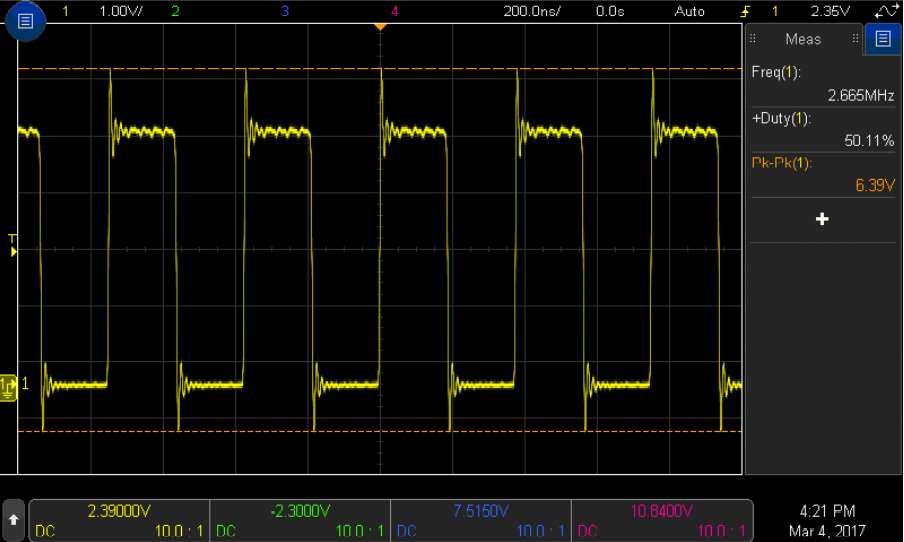 1 1.00V/ 2 3 4 200.0ns/ 0.0s Auto 1 2.35V
Meas
Freq(1):
2.665MHz
+Duty(1):
50.11%
Pk-Pk(1):
6.39V
+
T
1 1
2.39000V -2.3000V 7.5150V 10.8400V
DC 10.0 : 1 DC 10.0 : 1 DC 10.0 : 1 DC 10.0 : 1
4:21 PM
Mar 4, 2017